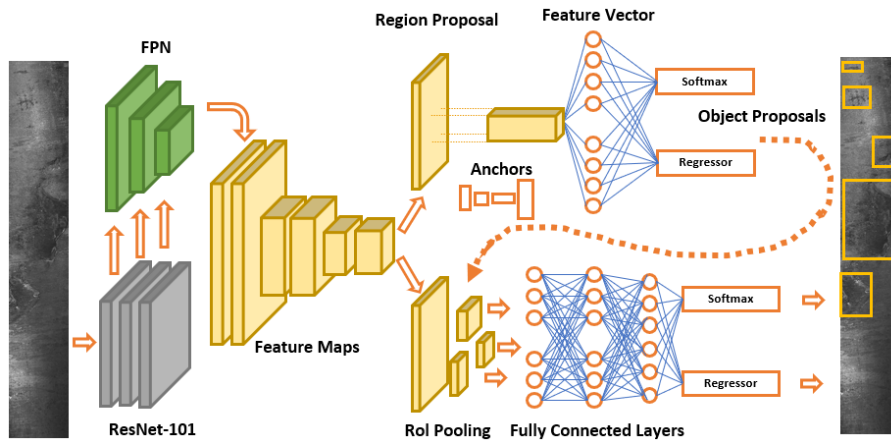 FPN
Region Proposal
Feature Vector
Softmax
Object Proposals
Regressor
Anchors
Feature Maps
Softmax
Regressor
ResNet-101
RoI Pooling
Fully Connected Layers